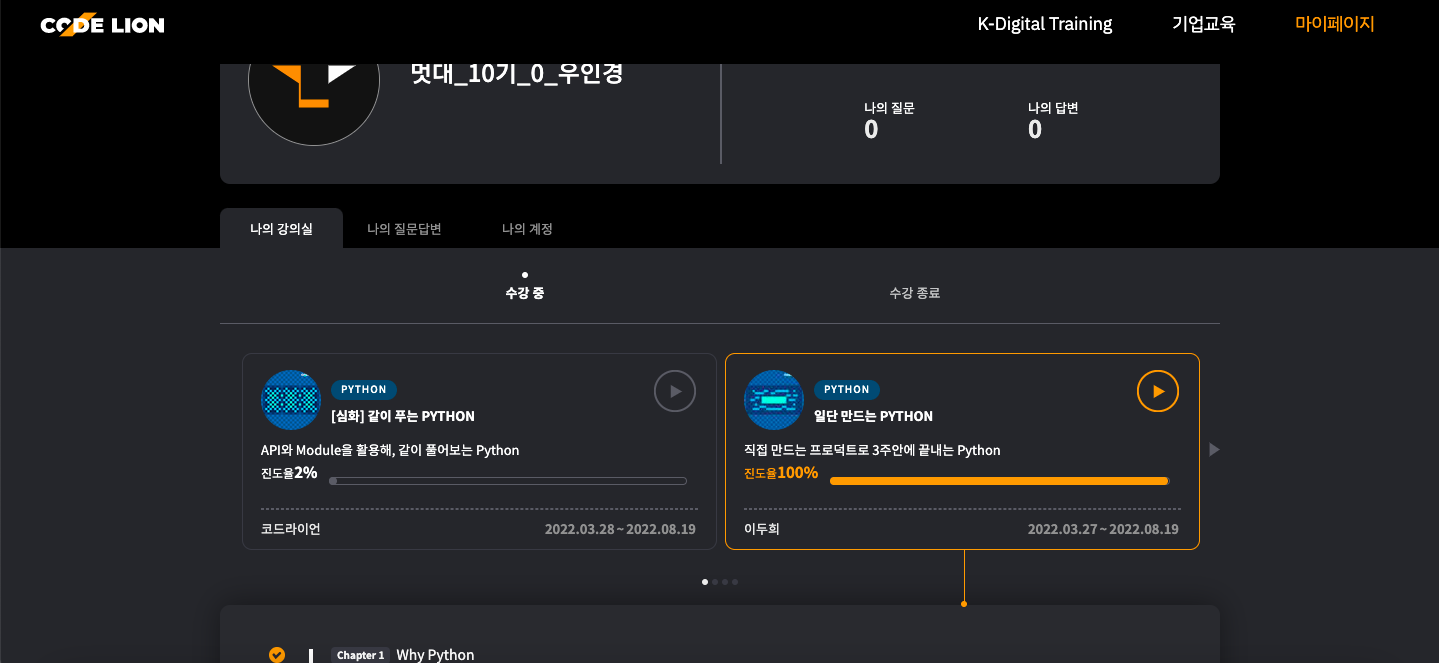 CODE LION
K-Digital Training 기업교육 마이페이지
멋대_10기_0_우인경
나의 질문 나의 답변
0 0
나의 강의실 나의 질문답변 나의 계정
수강 중 수강 종료
PYTHON
[심화] 같이 푸는 PYTHON
API와 Module을 활용해, 같이 풀어보는 Python
진도율2%
코드라이언 2022.03.28 ~ 2022.08.19
PYTHON
일단 만드는 PYTHON
직접 만드는 프로덕트로 3주안에 끝내는 Python
진도율100%
이두희 2022.03.27 ~ 2022.08.19
Chapter 1 Why Python